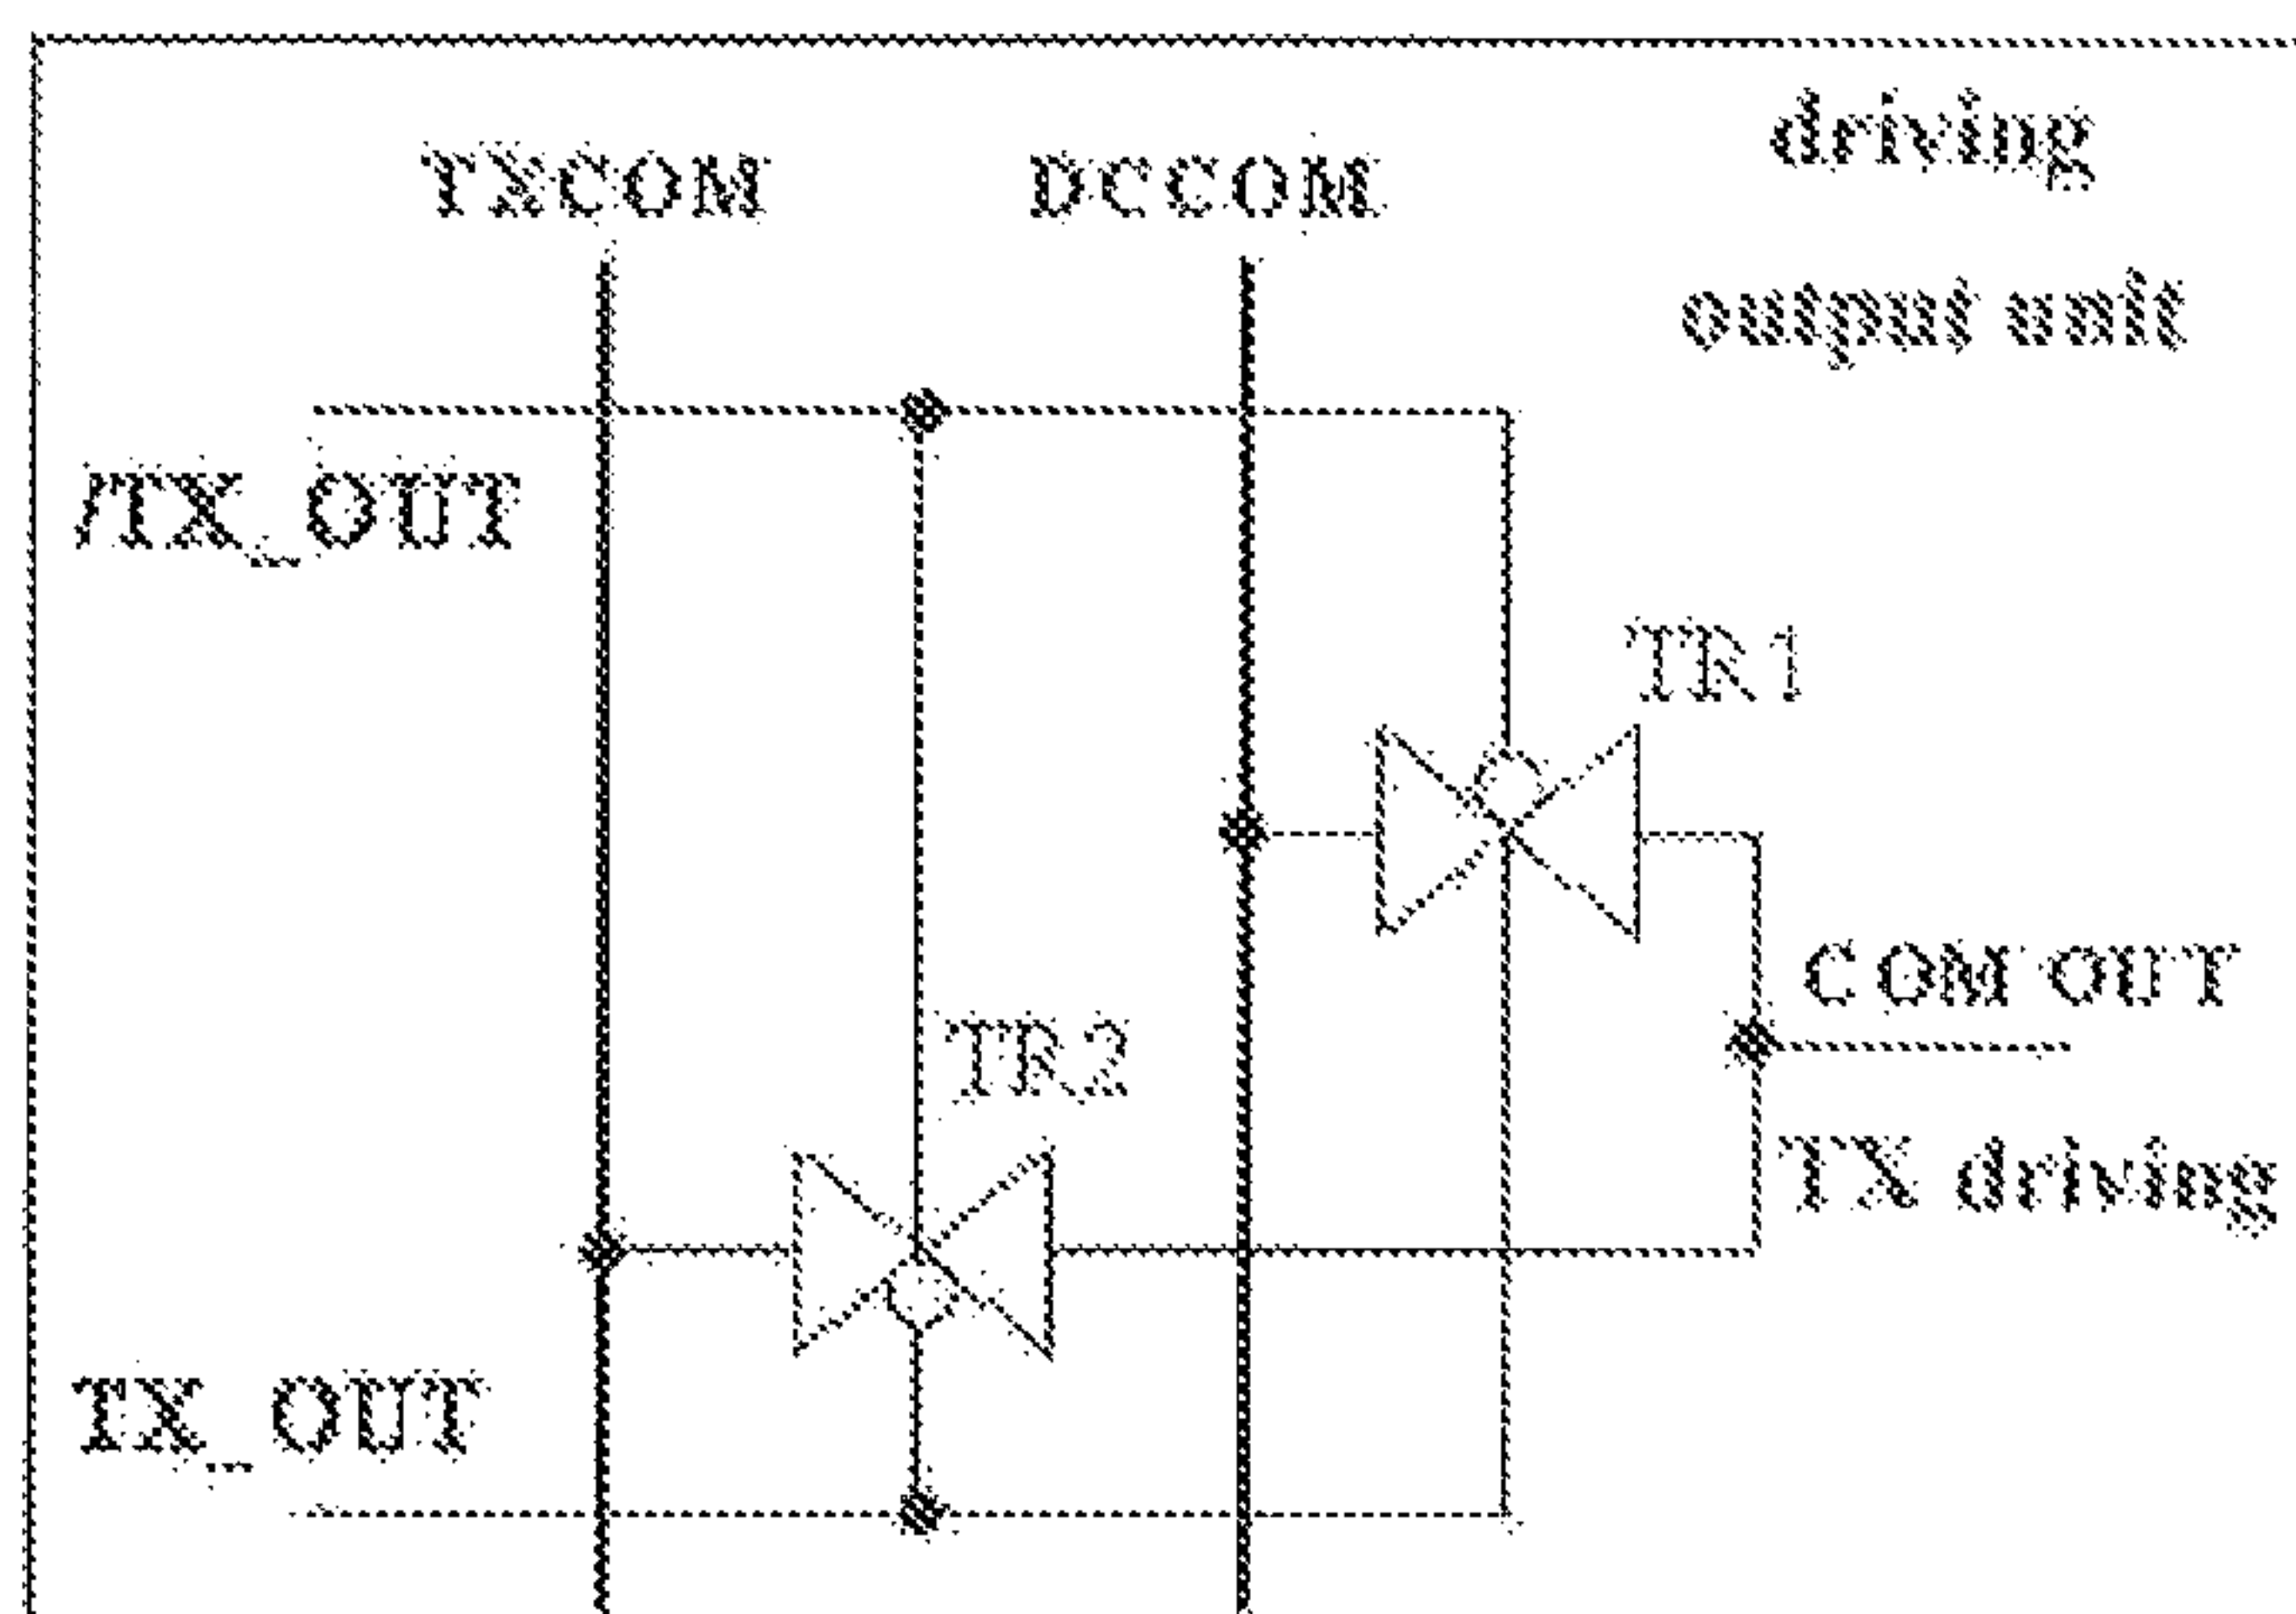 TXCOM
DCCOM
driving
output unit
/TX_OUT
TR1
COM OUT
TR2
TX driving
TX_OUT